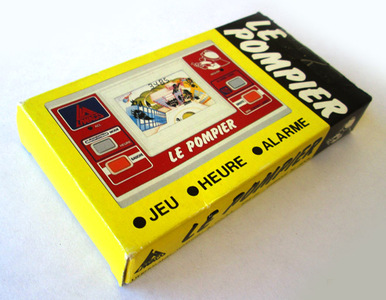 LE
POMPIER
LE POMPIER
● JEU ● HEURE ● ALARME
LE POMPIER